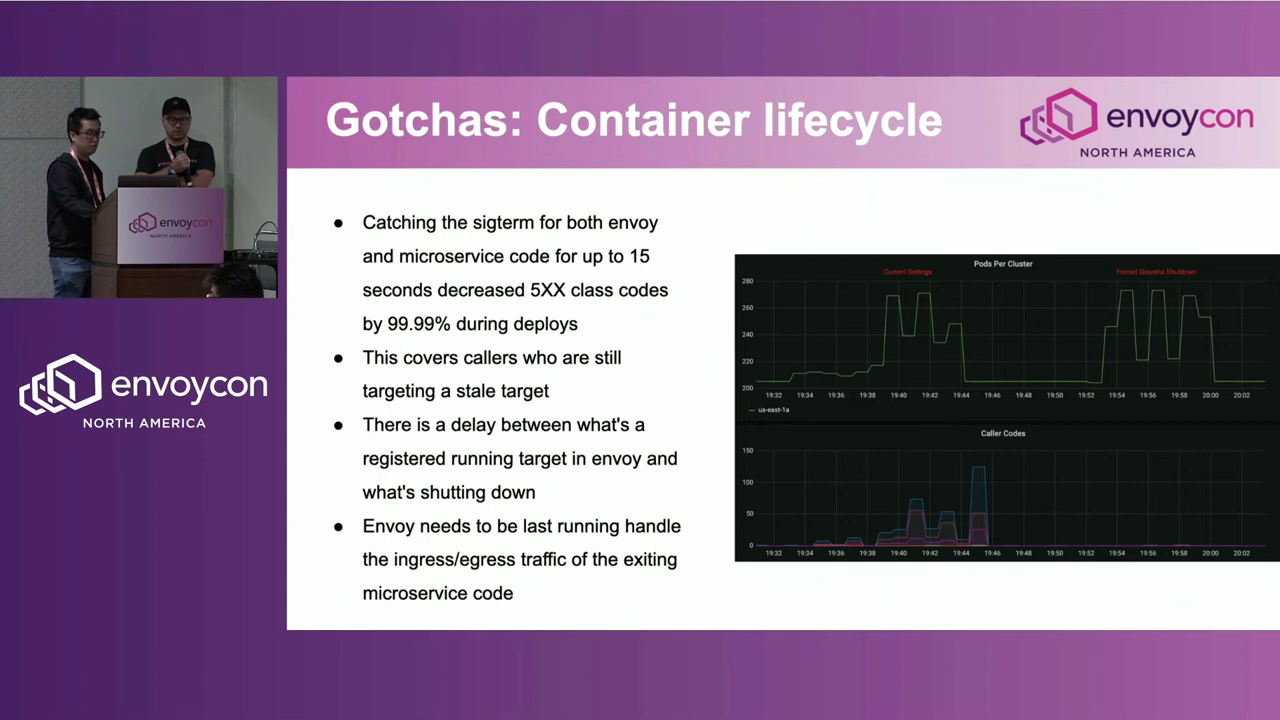 Gotchas: Container lifecycle
envoycon
NORTH AMERICA
envoycon
NORTH AMERICA
envoycon
NORTH AMERICA
● Catching the sigterm for both envoy
and microservice code for up to 15
seconds decreased 5XX class codes
by 99.99% during deploys
● This covers callers who are still
targeting a stale target
● There is a delay between what's a
registered running target in envoy and
what's shutting down
● Envoy needs to be last running handle
the ingress/egress traffic of the exiting
microservice code
Pods Per Cluster
Current Settings
Forced Graceful Shutdown
280
260
240
220
200
19:32 19:34 19:36 19:38 19:40 19:42 19:44 19:46 19:48 19:50 19:52 19:54 19:56 19:58 20:00 20:02
us-east-1a
Caller Codes
150
100
50
0
19:32 19:34 19:36 19:38 19:40 19:42 19:44 19:46 19:48 19:50 19:52 19:54 19:56 19:58 20:00 20:02